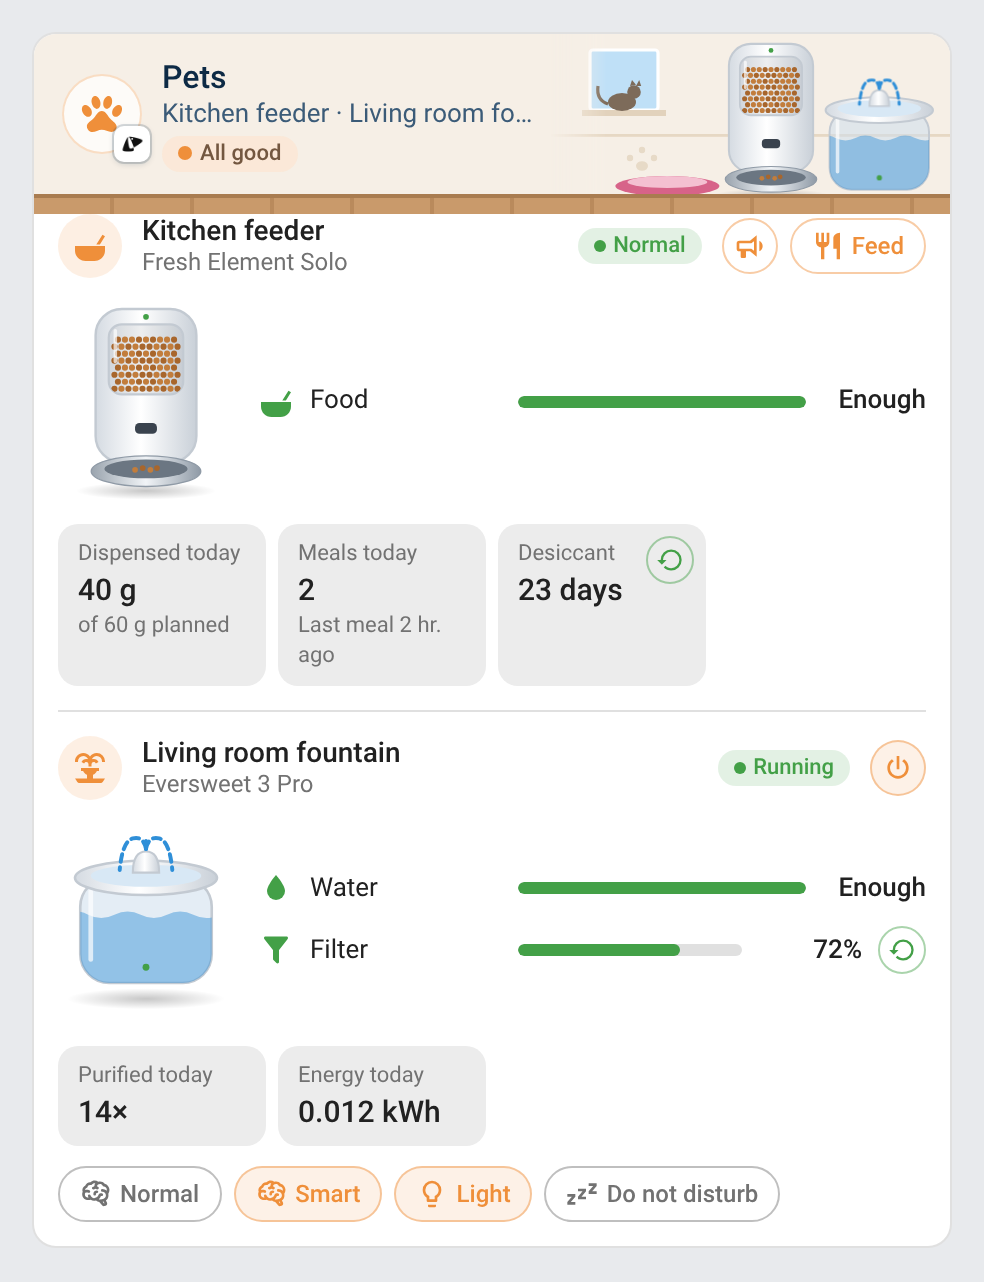 Pets
Kitchen feeder · Living room fo...
All good
Kitchen feeder
Fresh Element Solo
Normal
Feed
Food
Enough
Dispensed today
40 g
of 60 g planned
Meals today
2
Last meal 2 hr.
ago
Desiccant
23 days
Living room fountain
Eversweet 3 Pro
Running
Water
Enough
Filter
72%
Purified today
14×
Energy today
0.012 kWh
Normal
Smart
Light
zzz
Do not disturb